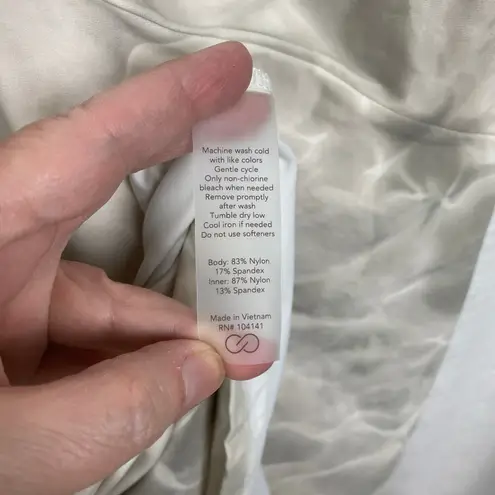 Machine wash cold
with like colors
Gentle cycle
Only non-chlorine
bleach when needed
Remove promptly
after wash
Tumble dry low
Cool iron if needed
Do not use softeners
Body: 83% Nylon
17% Spandex
Inner: 87% Nylon
13% Spandex
Made in Vietnam
RN# 104141